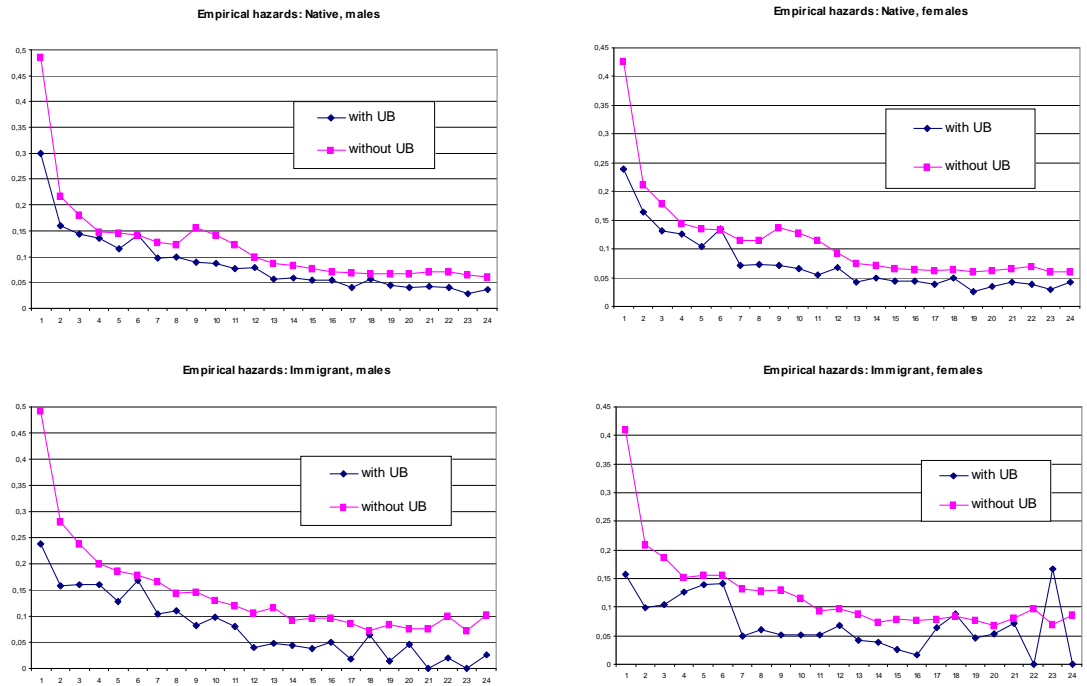 Empirical hazards: Native, males
0,5
0,45
0,4
0,35
0,3
0,25
0,2
0,15
0,1
0,05
0
with UB
without UB
1 2 3 4 5 6 7 8 9 10 11 12 13 14 15 16 17 18 19 20 21 22 23 24
Empirical hazards: Native, females
0,45
0,4
0,35
0,3
0,25
0,2
0,15
0,1
0,05
0
with UB
without UB
1 2 3 4 5 6 7 8 9 10 11 12 13 14 15 16 17 18 19 20 21 22 23 24
Empirical hazards: Immigrant, males
0,5
0,45
0,4
0,35
0,3
0,25
0,2
0,15
0,1
0,05
0
with UB
without UB
1 2 3 4 5 6 7 8 9 10 11 12 13 14 15 16 17 18 19 20 21 22 23 24
Empirical hazards: Immigrant, females
0,45
0,4
0,35
0,3
0,25
0,2
0,15
0,1
0,05
0
with UB
without UB
1 2 3 4 5 6 7 8 9 10 11 12 13 14 15 16 17 18 19 20 21 22 23 24